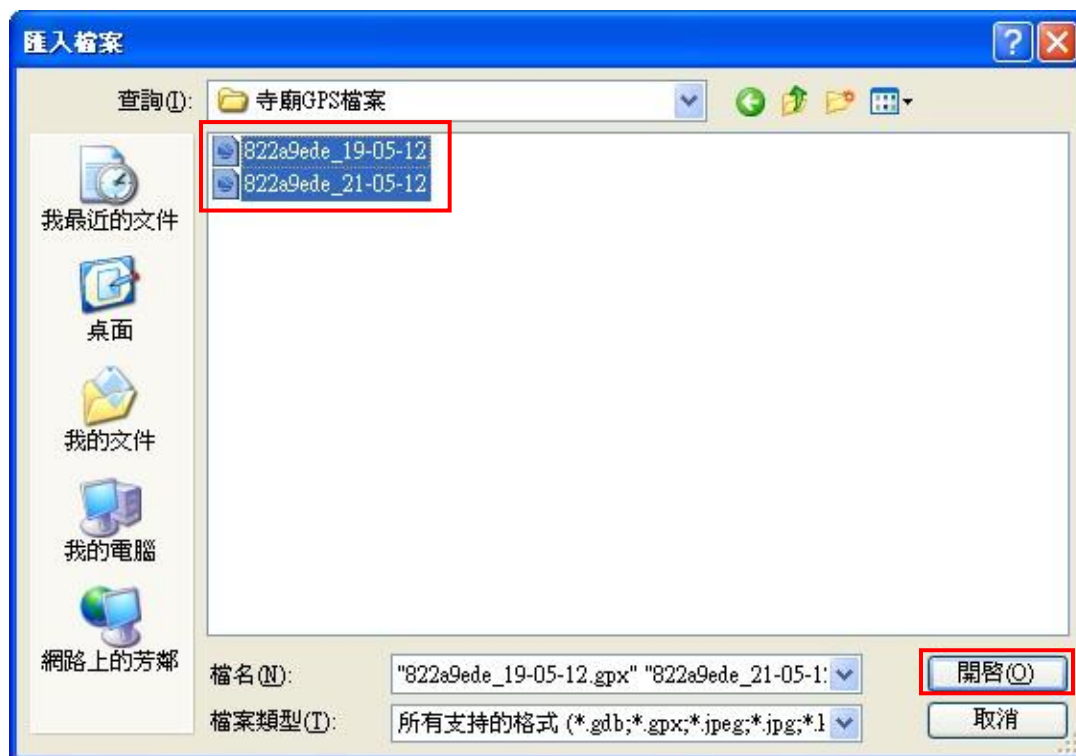 匯入檔案
查詢(I): 寺廟GPS檔案
822a9ede_19-05-12
822a9ede_21-05-12
我最近的文件
桌面
我的文件
我的電腦
網路上的芳鄰
檔名(N): "822a9ede_19-05-12.gpx" "822a9ede_21-05-1 開啓(O)
檔案類型(T): 所有支持的格式 (*.gdb;*.gpx;*.jpeg;*.jpg;*. 取消